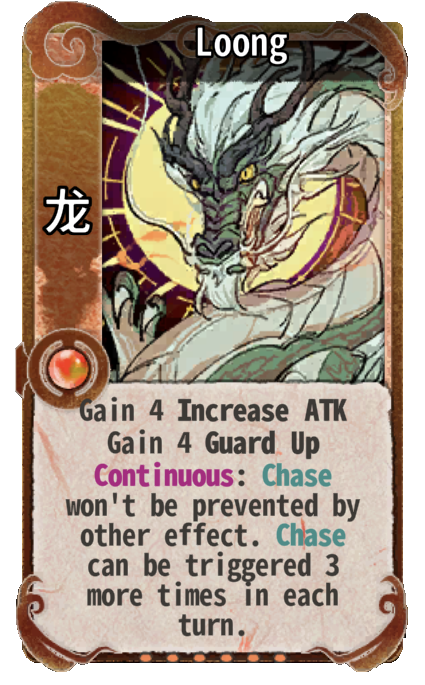 Loong
龙
Gain 4 Increase ATK
Gain 4 Guard Up
Continuous: Chase
won't be prevented by
other effect. Chase
can be triggered 3
more times in each
turn.